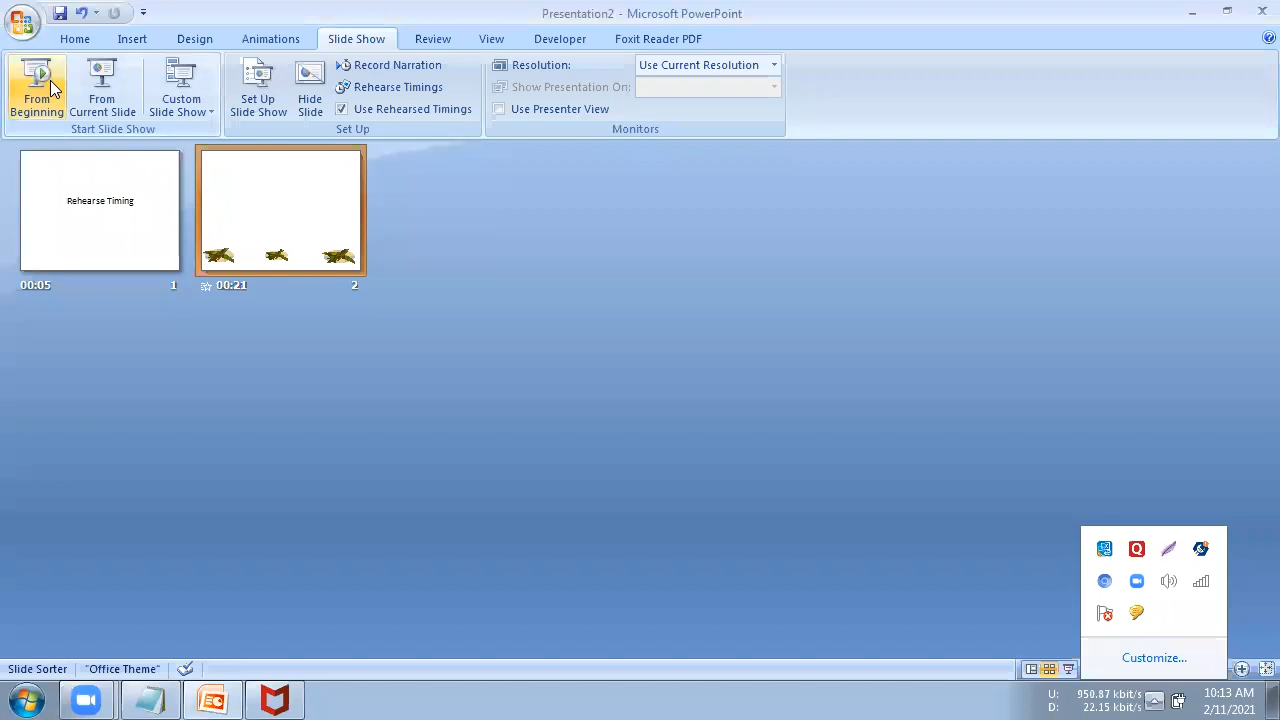 Presentation2 - Microsoft PowerPoint
Home Insert Design Animations Slide Show Review View Developer Foxit Reader PDF
From Beginning
From Current Slide
Custom Slide Show
Start Slide Show
Set Up Slide Show
Hide Slide
Record Narration
Rehearse Timings
Use Rehearsed Timings
Set Up
Resolution: Use Current Resolution
Show Presentation On:
Use Presenter View
Monitors
Rehearse Timing
00:05 1
00:21 2
Customize...
Slide Sorter "Office Theme"
U: 950.87 kbit/s
D: 22.15 kbit/s
10:13 AM
2/11/2021